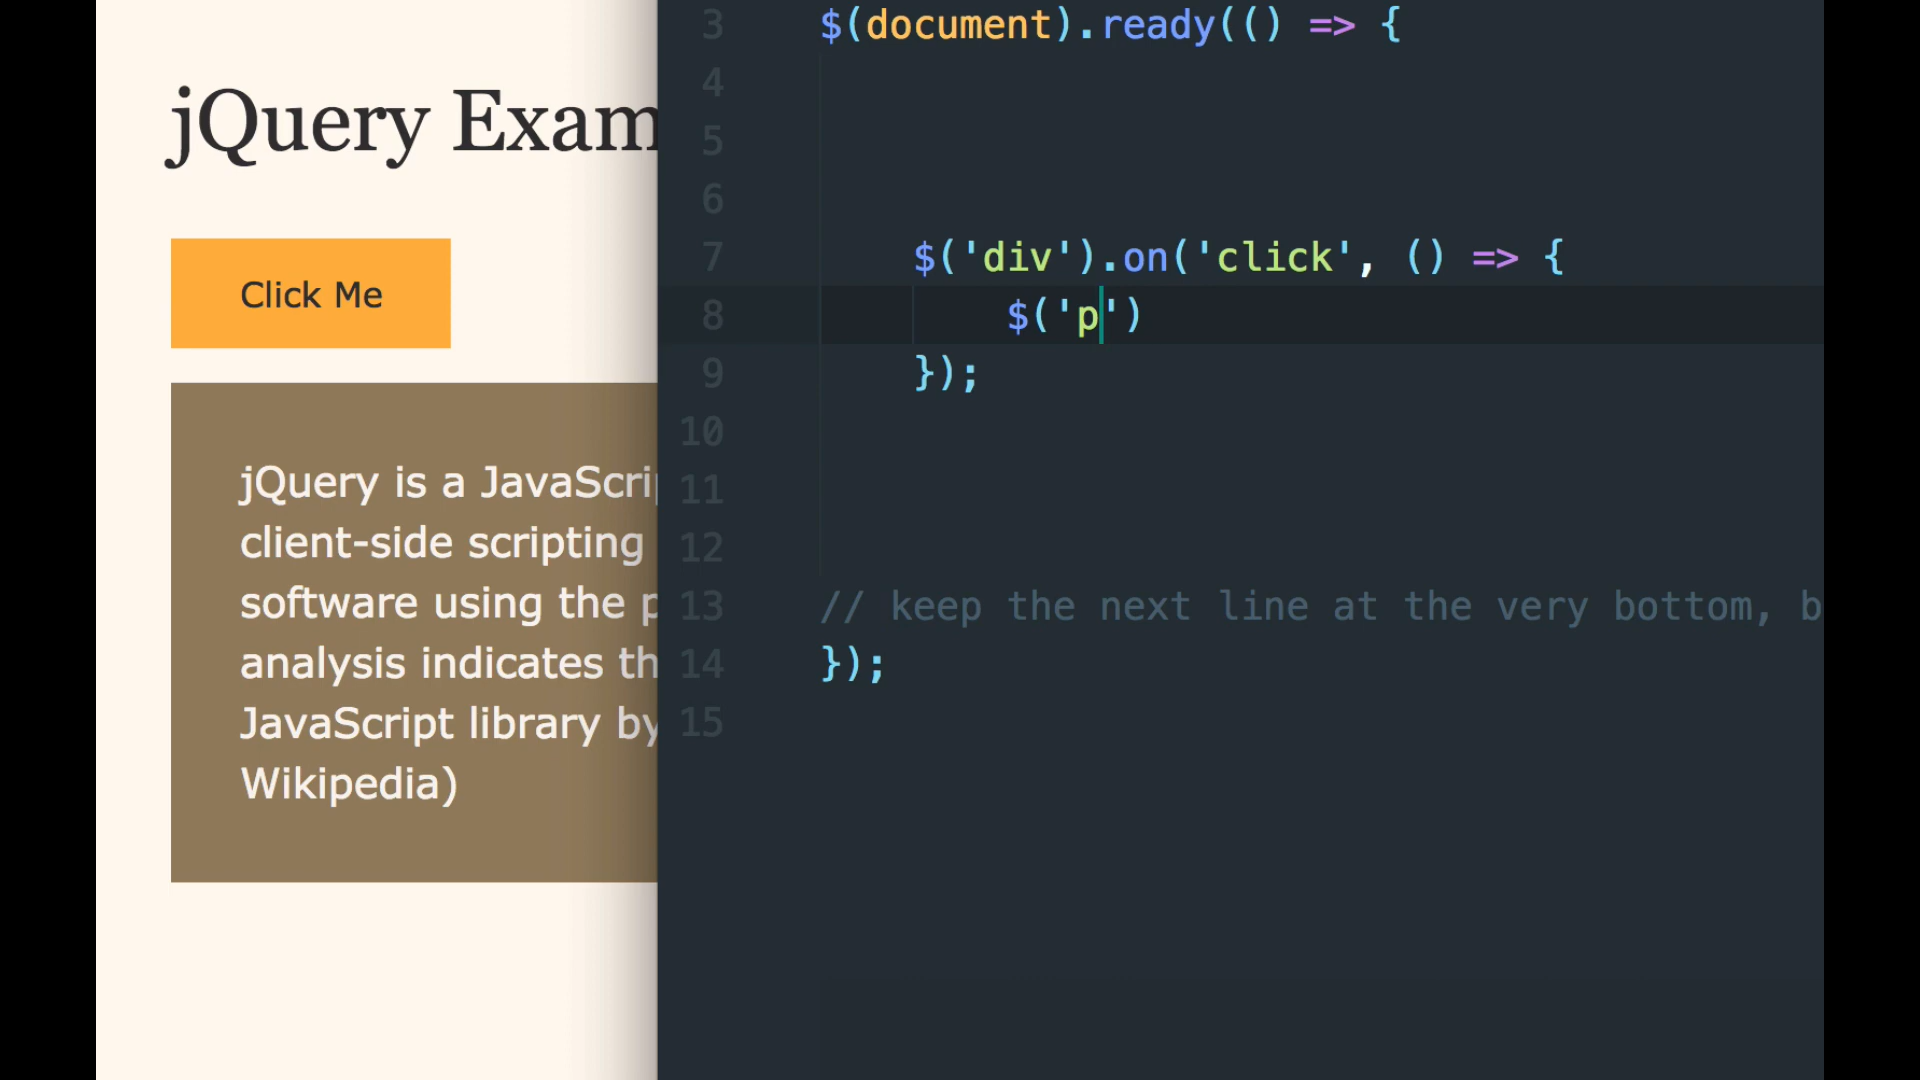 jQuery Exam
Click Me
jQuery is a JavaScrip
client-side scripting
software using the p
analysis indicates th
JavaScript library by
Wikipedia)
3 $(document).ready(() => {
4
5
6
7 $('div').on('click', () => {
8 $('p')
9 });
10
11
12
13 // keep the next line at the very bottom, b
14 });
15